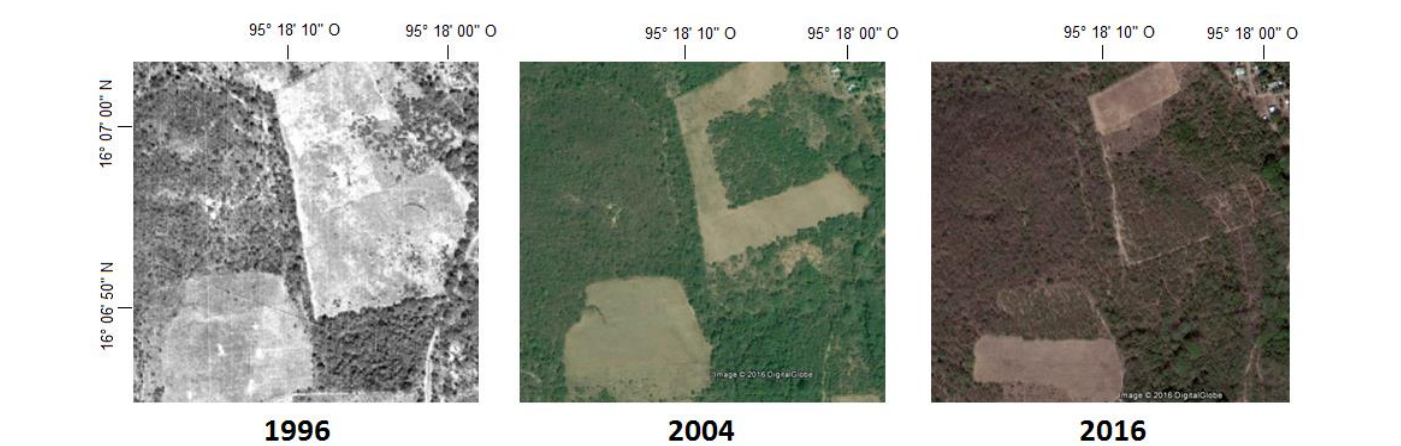 95° 18' 10" O
95° 18' 00" O
95° 18' 10" O
95° 18' 00" O
95° 18' 10" O
95° 18' 00" O
16° 07' 00" N
16° 06' 50" N
Image © 2016 DigitalGlobe
Image © 2016 DigitalGlobe
1996
2004
2016